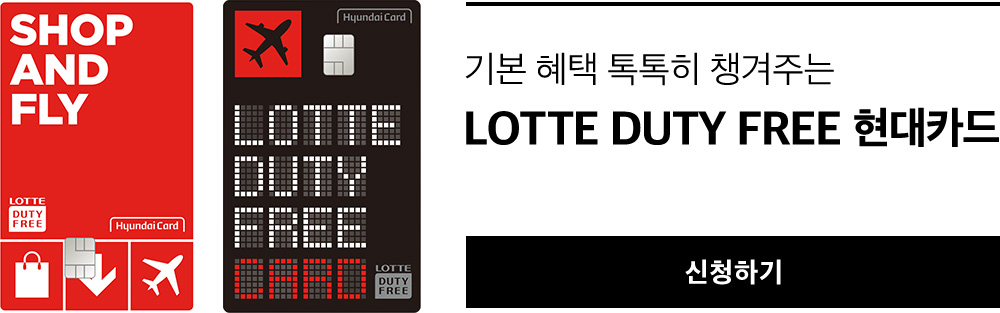 SHOP
AND
FLY
LOTTE
DUTY
FREE
Hyundai Card
Hyundai Card
LOTTE
DUTY
FREE
CARD
LOTTE
DUTY
FREE
기본 혜택 톡톡히 챙겨주는
LOTTE DUTY FREE 현대카드
신청하기